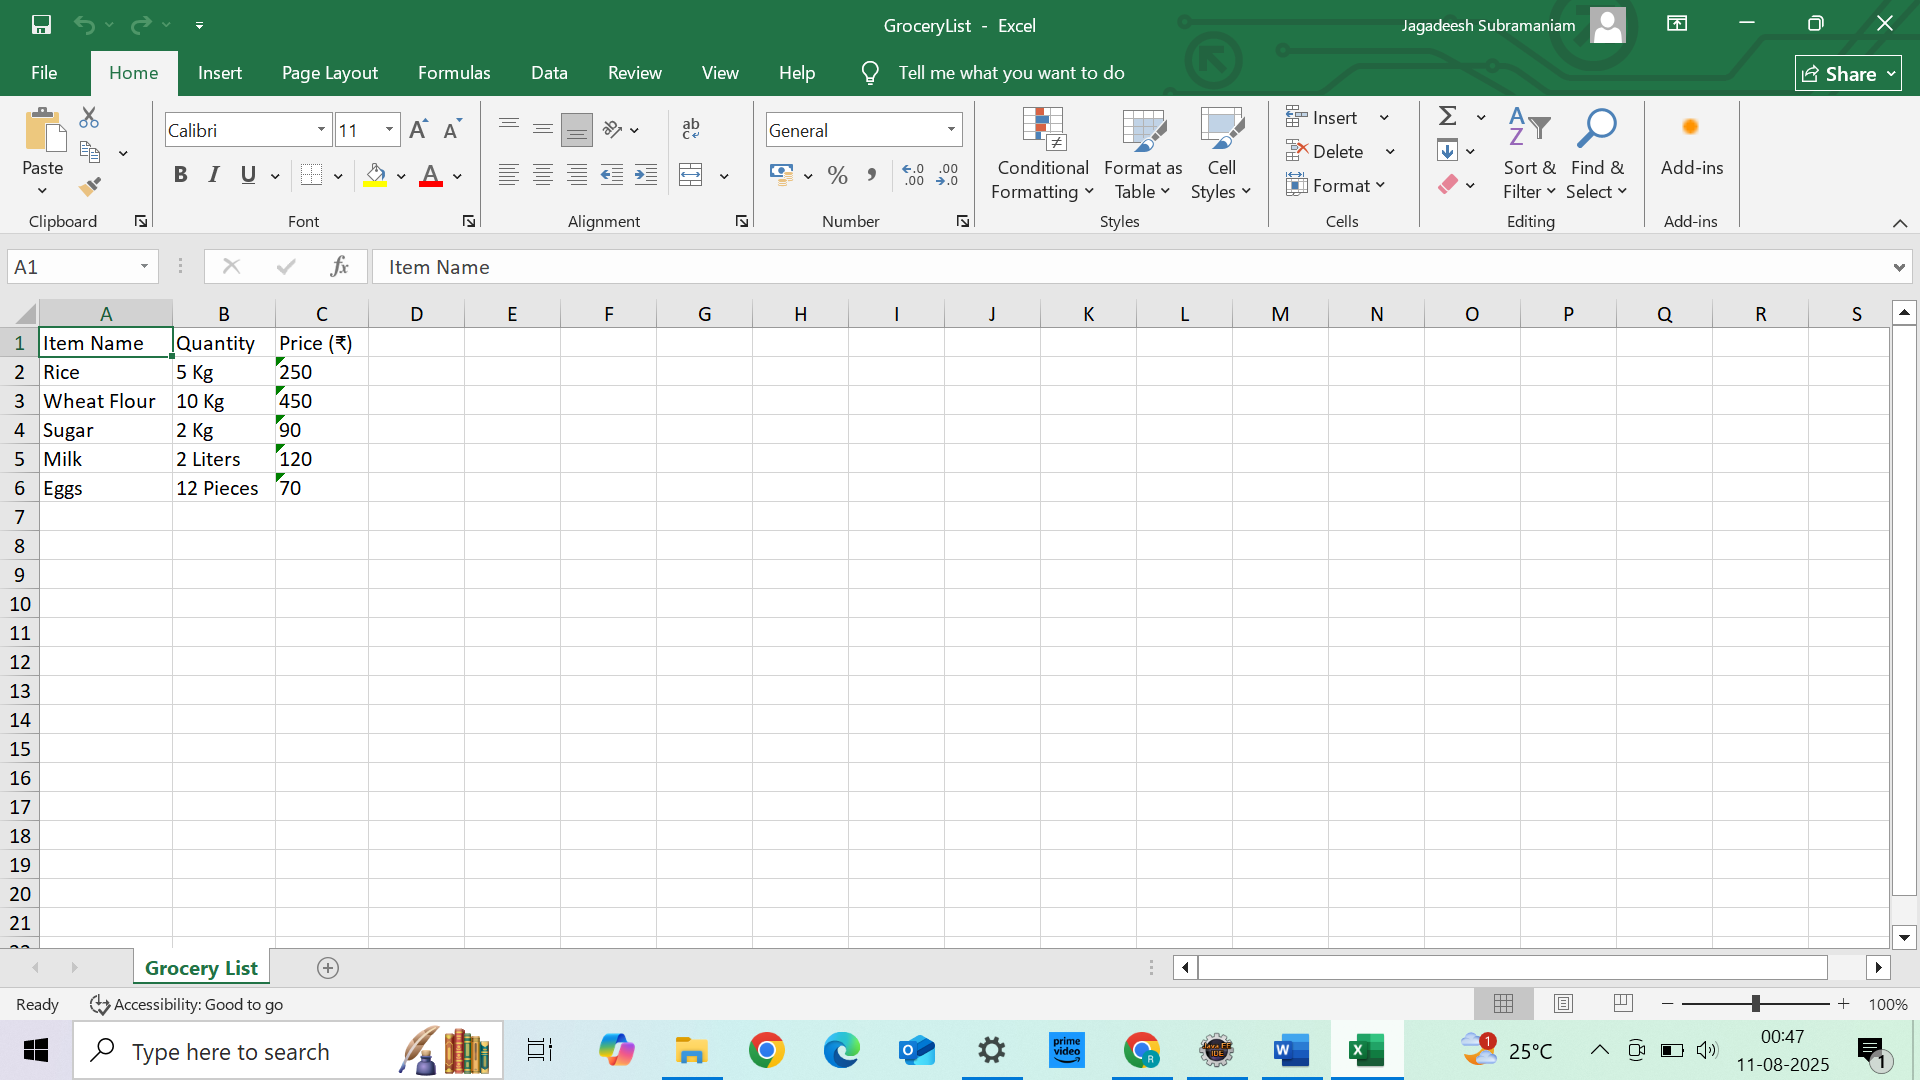 GroceryList - Excel
Jagadeesh Subramaniam
File Home Insert Page Layout Formulas Data Review View Help Tell me what you want to do
Share
Paste
Clipboard
Calibri 11
B I U
Font
ab
Alignment
General
% 
Number
Conditional Formatting
Format as Table
Cell Styles
Styles
Insert
Delete
Format
Cells
Sort & Filter
Find & Select
Editing
Add-ins
Add-ins
A1 fx Item Name
A B C D E F G H I J K L M N O P Q R S
1 Item Name Quantity Price (₹)
2 Rice 5 Kg 250
3 Wheat Flour 10 Kg 450
4 Sugar 2 Kg 90
5 Milk 2 Liters 120
6 Eggs 12 Pieces 70
7
8
9
10
11
12
13
14
15
16
17
18
19
20
21
Grocery List
Ready Accessibility: Good to go 100%
Type here to search
prime video
1 25°C
00:47
11-08-2025
1